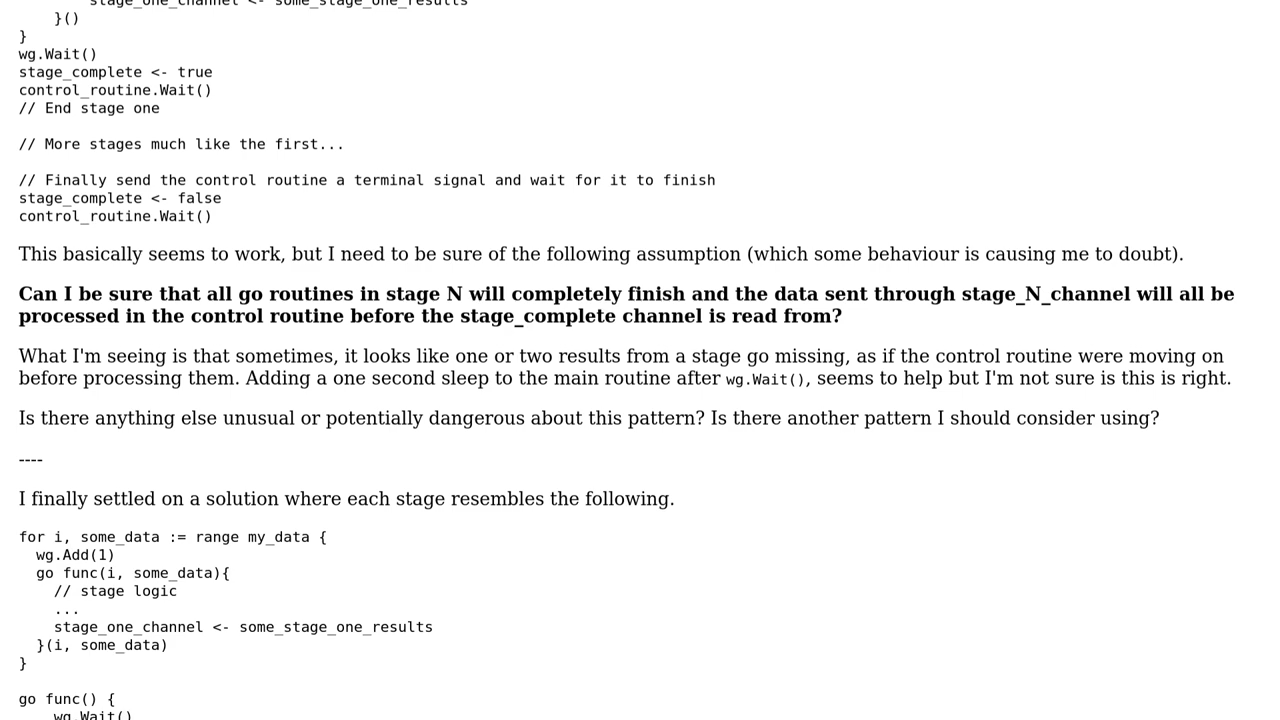 stage_one_channel <- some_stage_one_results
    }()
}
wg.Wait()
stage_complete <- true
control_routine.Wait()
// End stage one
// More stages much like the first...
// Finally send the control routine a terminal signal and wait for it to finish
stage_complete <- false
control_routine.Wait()
This basically seems to work, but I need to be sure of the following assumption (which some behaviour is causing me to doubt).
Can I be sure that all go routines in stage N will completely finish and the data sent through stage_N_channel will all be
processed in the control routine before the stage_complete channel is read from?
What I'm seeing is that sometimes, it looks like one or two results from a stage go missing, as if the control routine were moving on
before processing them. Adding a one second sleep to the main routine after wg.Wait(), seems to help but I'm not sure is this is right.
Is there anything else unusual or potentially dangerous about this pattern? Is there another pattern I should consider using?
----
I finally settled on a solution where each stage resembles the following.
for i, some_data := range my_data {
  wg.Add(1)
  go func(i, some_data){
    // stage logic
    ...
    stage_one_channel <- some_stage_one_results
  }(i, some_data)
}
go func() {
    wg.Wait()